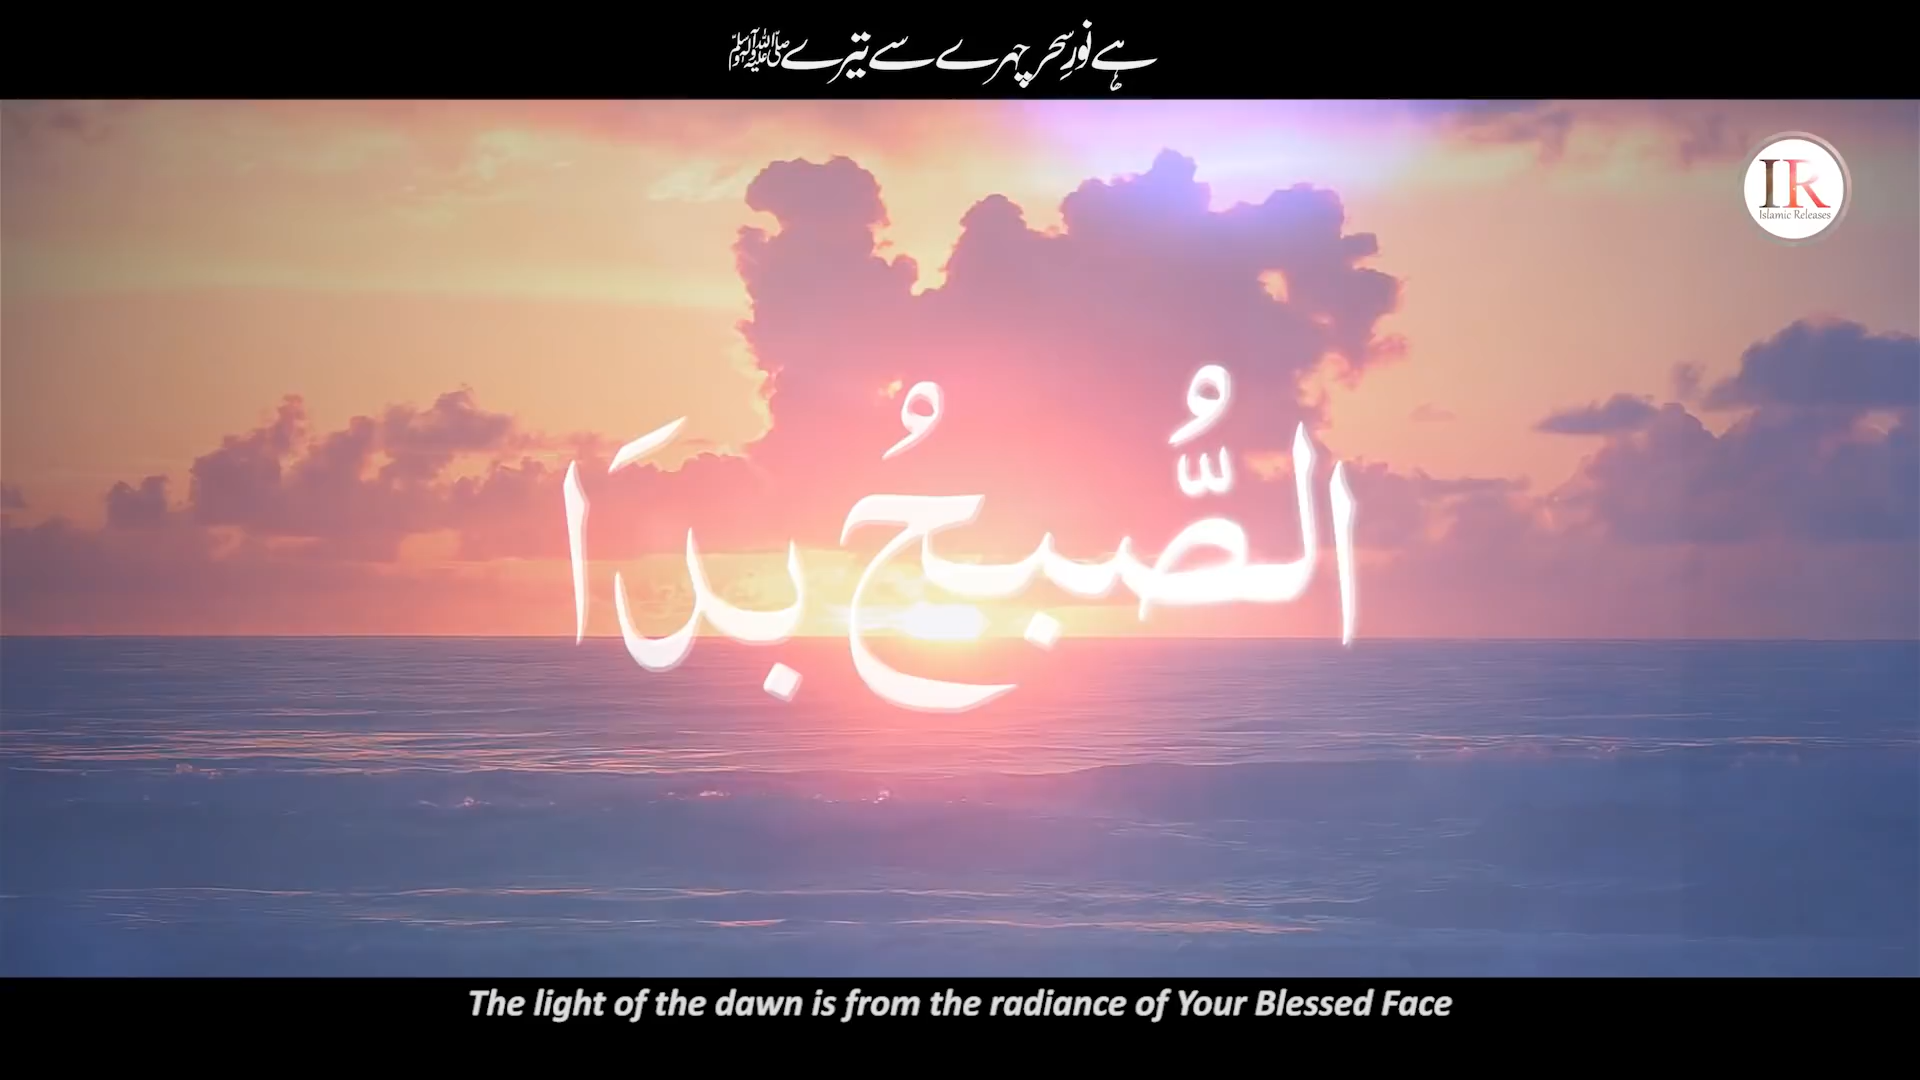 ہے نورِ سحر چہرے سے تیرے ﷺ
IR
Islamic Releases
الصُّبحُ بدَا
The light of the dawn is from the radiance of Your Blessed Face